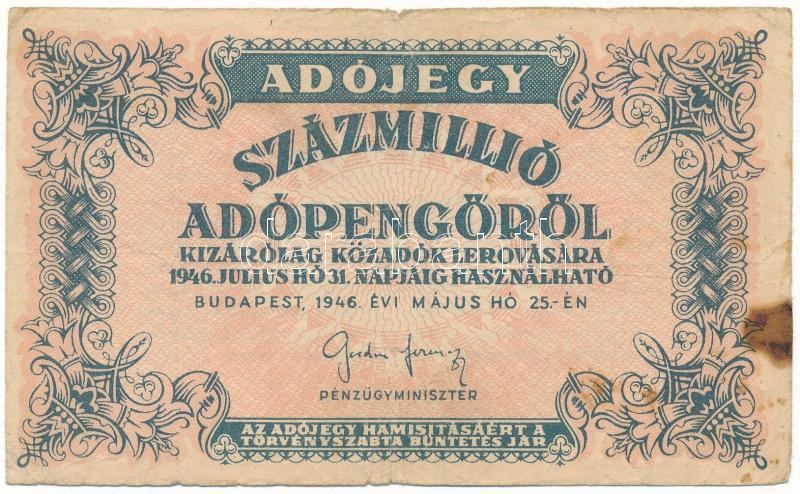 ADÓJEGY
SZÁZMILLIÓ
ADÓPENGŐRŐL
KIZÁRÓLAG KÖZADÓK LEROVÁSÁRA
1946. JULIUS HÓ 31. NAPJÁIG HASZNÁLHATÓ
BUDAPEST, 1946. ÉVI MÁJUS HÓ 25.-ÉN
PÉNZÜGYMINISZTER
AZ ADÓJEGY HAMISITÁSÁÉRT A
TÖRVÉNYSZABTA BÜNTETÉS JÁR